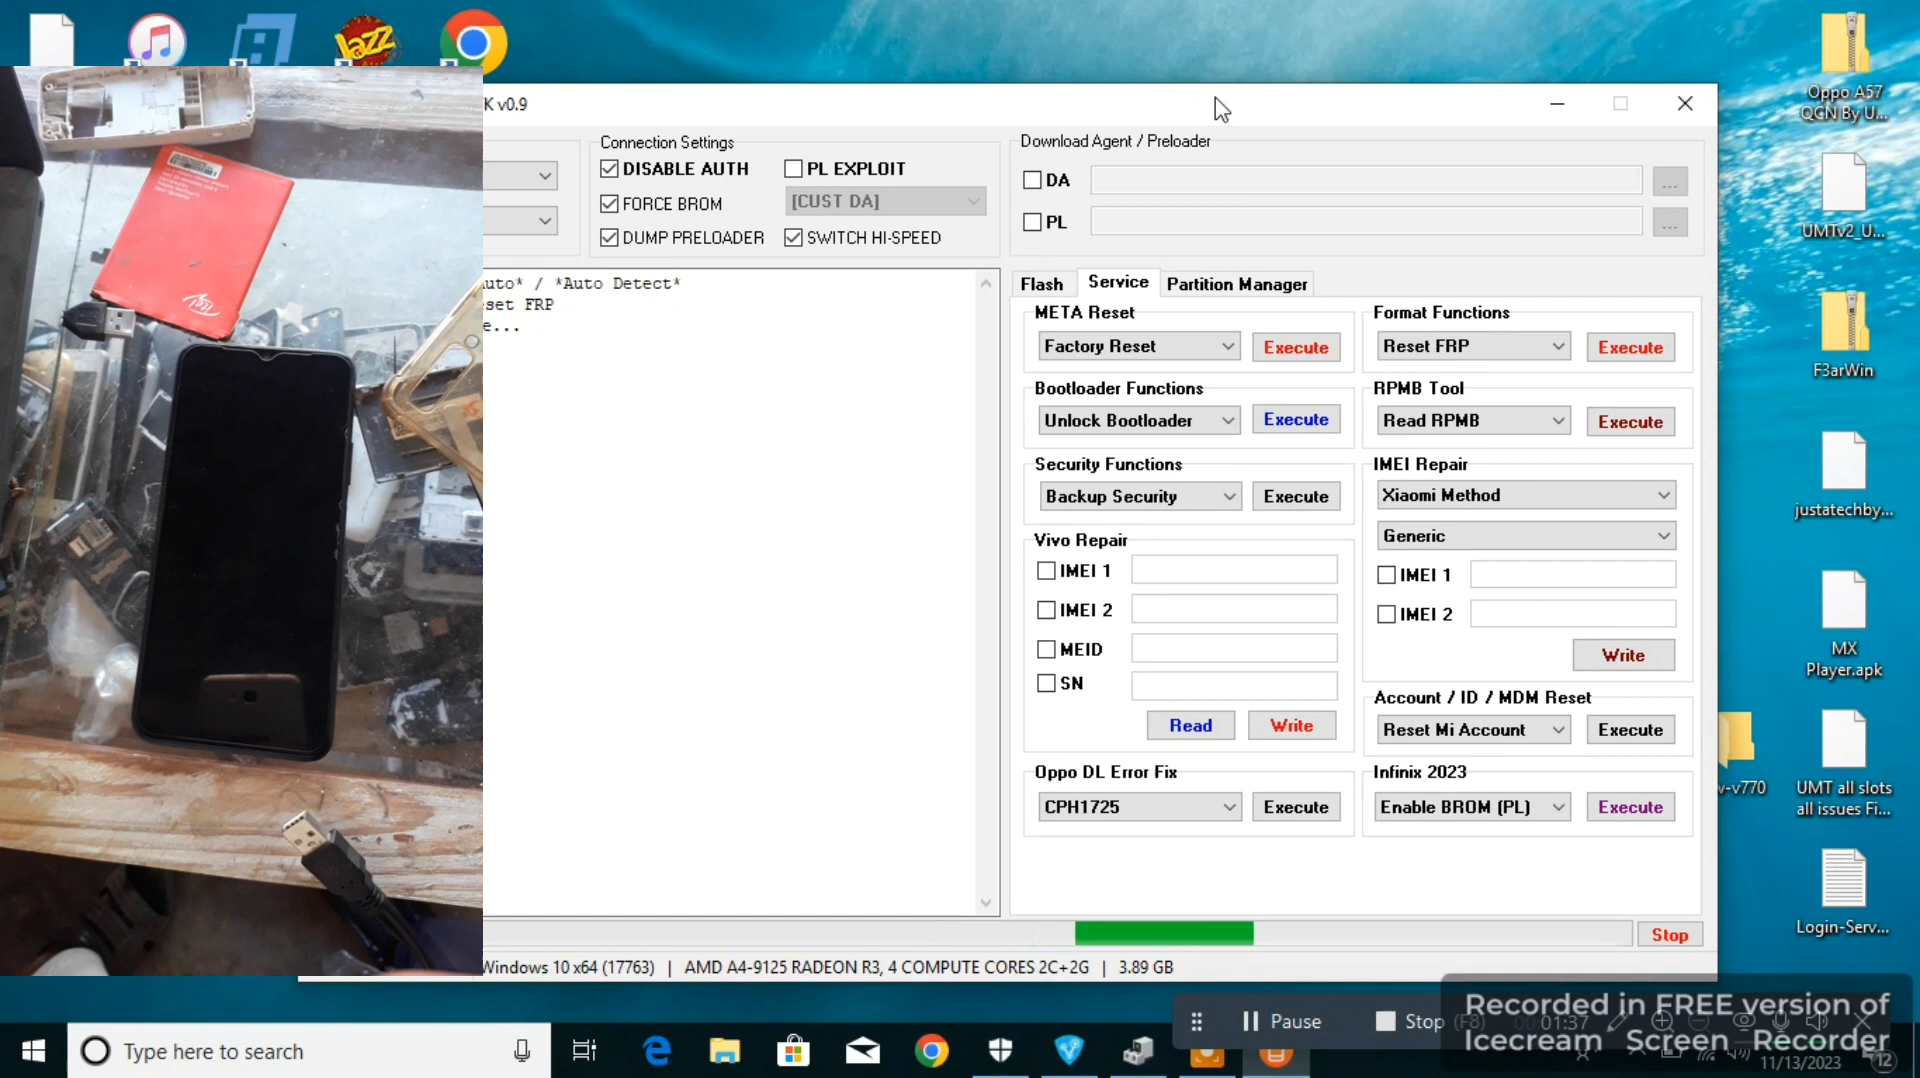 Jazz
itel
K v0.9
Connection Settings
DISABLE AUTH
PL EXPLOIT
FORCE BROM
[CUST DA]
DUMP PRELOADER
SWITCH HI-SPEED
Download Agent / Preloader
DA
...
PL
...
uto* / *Auto Detect*
set FRP
e...
Flash
Service
Partition Manager
META Reset
Factory Reset
Execute
Format Functions
Reset FRP
Execute
Bootloader Functions
Unlock Bootloader
Execute
RPMB Tool
Read RPMB
Execute
Security Functions
Backup Security
Execute
IMEI Repair
Xiaomi Method
Generic
IMEI 1
IMEI 2
Write
Vivo Repair
IMEI 1
IMEI 2
MEID
SN
Read
Write
Account / ID / MDM Reset
Reset Mi Account
Execute
Oppo DL Error Fix
CPH1725
Execute
Infinix 2023
Enable BROM (PL)
Execute
Stop
Windows 10 x64 (17763) | AMD A4-9125 RADEON R3, 4 COMPUTE CORES 2C+2G | 3.89 GB
Oppo A57
QCN By U...
UMTv2_U...
F3arWin
justatechby...
MX
Player.apk
w-v770
UMT all slots
all issues Fi...
Login-Serv...
Pause
Stop (F8)
00:01:37
Recorded in FREE version of
Icecream Screen Recorder
Type here to search
11/13/2023
12